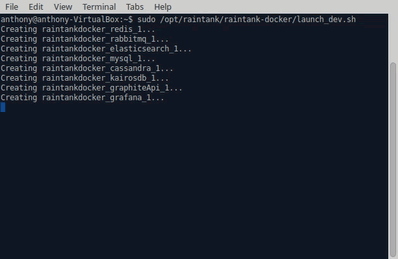 File Edit View Terminal Tabs Help
anthony@anthony-VirtualBox:~$ sudo /opt/raintank/raintank-docker/launch_dev.sh
Creating raintankdocker_redis_1...
Creating raintankdocker_rabbitmq_1...
Creating raintankdocker_elasticsearch_1...
Creating raintankdocker_mysql_1...
Creating raintankdocker_cassandra_1...
Creating raintankdocker_kairosdb_1...
Creating raintankdocker_graphiteApi_1...
Creating raintankdocker_grafana_1...